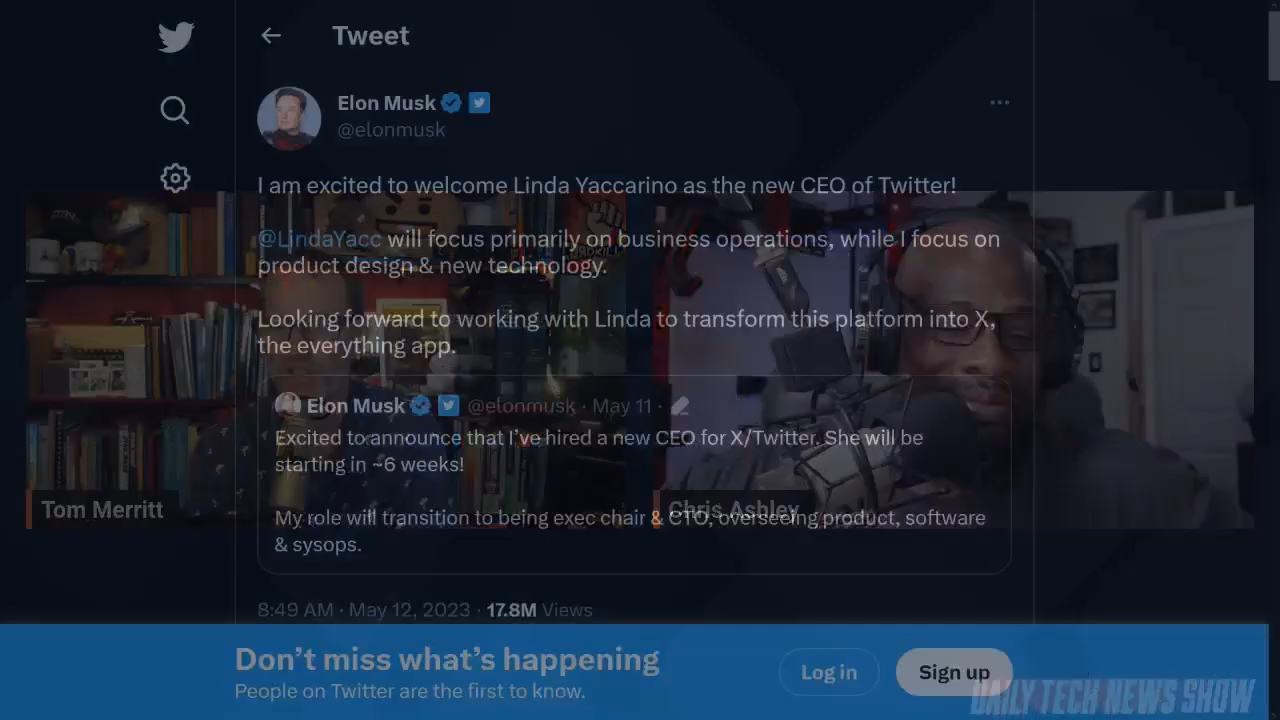 Tweet
Elon Musk
@elonmusk
I am excited to welcome Linda Yaccarino as the new CEO of Twitter!
@LindaYacc will focus primarily on business operations, while I focus on
product design & new technology.
Looking forward to working with Linda to transform this platform into X,
the everything app.
Elon Musk @elonmusk · May 11 ·
Excited to announce that I've hired a new CEO for X/Twitter. She will be
starting in ~6 weeks!
Tom Merritt
Chris Ashley
My role will transition to being exec chair & CTO, overseeing product, software
& sysops.
8:49 AM · May 12, 2023 · 17.8M Views
Don't miss what's happening
People on Twitter are the first to know.
Log in
Sign up
DAILY TECH NEWS SHOW